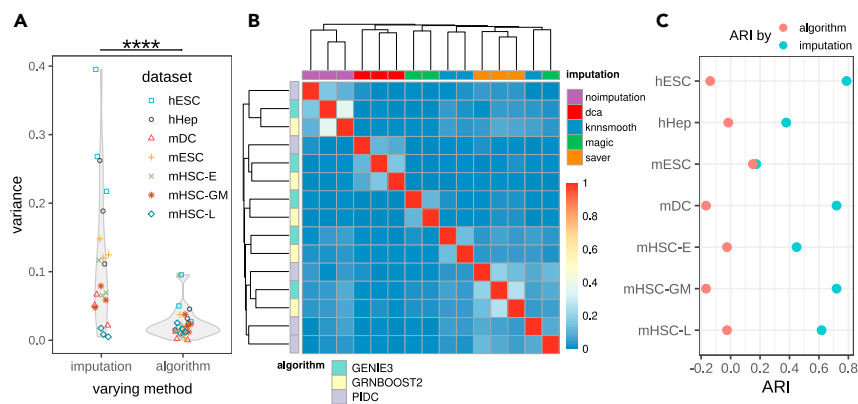 A
****
0.4
0.3
0.2
0.1
0.0
variance
dataset
hESC
hHep
mDC
mESC
mHSC-E
mHSC-GM
mHSC-L
imputation
algorithm
varying method
B
imputation
noimputation
dca
knnsmooth
magic
saver
1
0.8
0.6
0.4
0.2
0
algorithm
GENIE3
GRNBOOST2
PIDC
C
ARI by
algorithm
imputation
hESC
hHep
mESC
mDC
mHSC-E
mHSC-GM
mHSC-L
-0.2 0.0 0.2 0.4 0.6 0.8
ARI